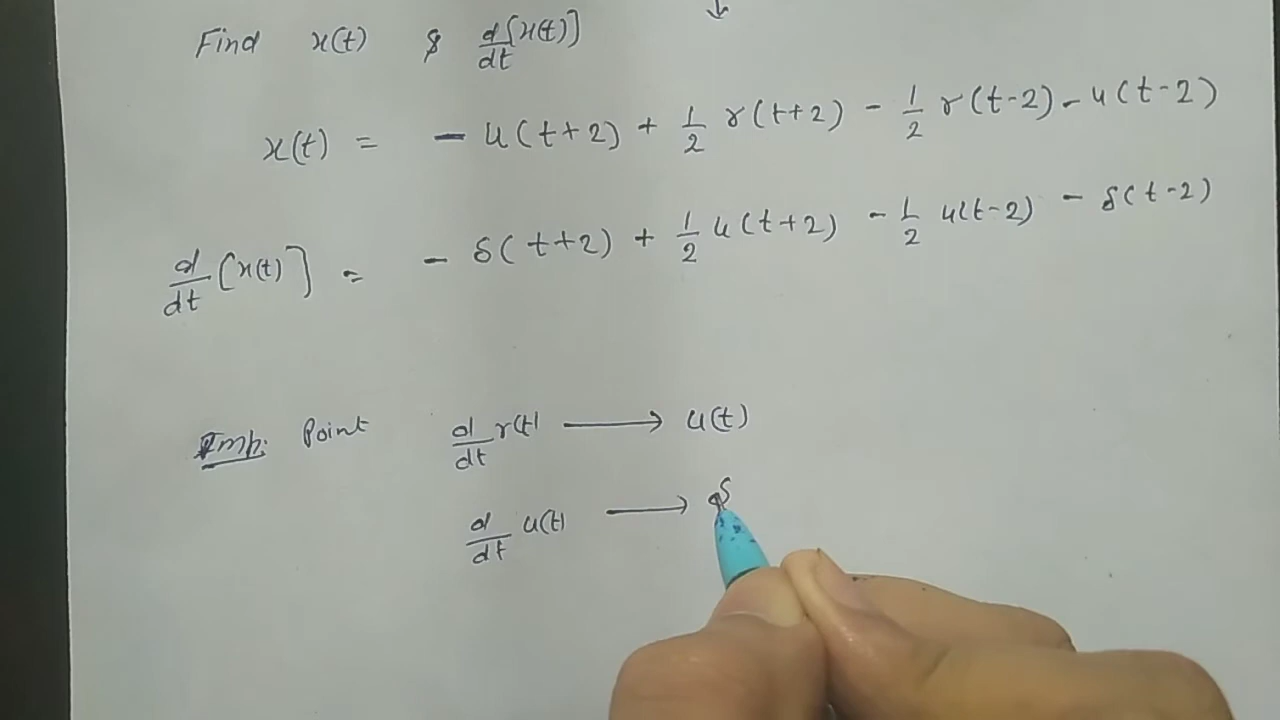 Find x(t) & d/dt[x(t)]
x(t) = - u(t+2) + 1/2 r(t+2) - 1/2 r(t-2) - u(t-2)
d/dt [x(t)] = - δ(t+2) + 1/2 u(t+2) - 1/2 u(t-2) - δ(t-2)
Imp: Point d/dt r(t) ⟶ u(t)
d/dt u(t) ⟶ δ